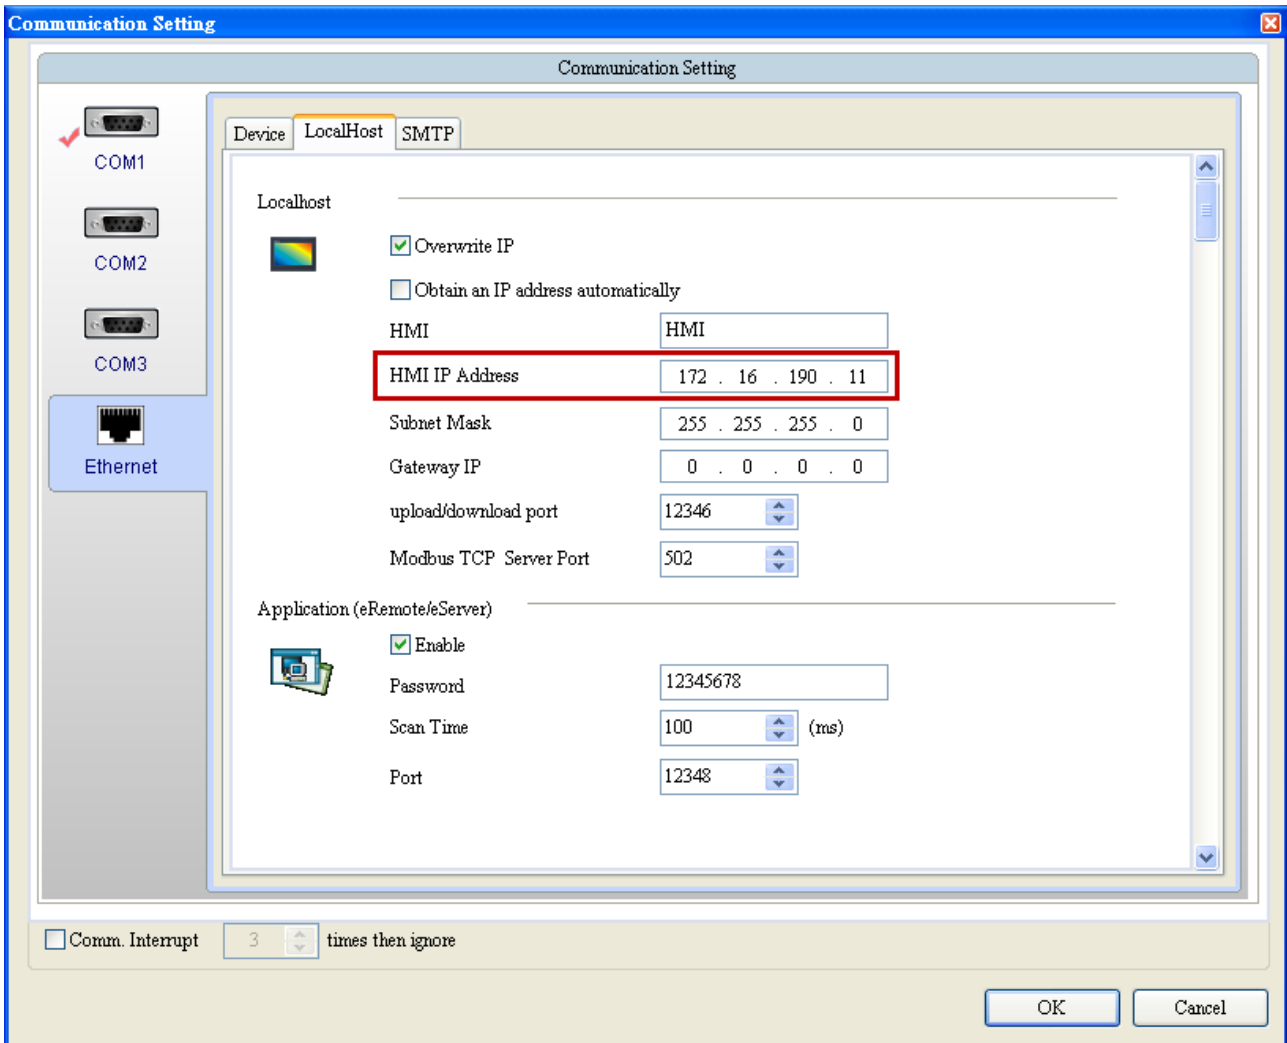 Communication Setting
Communication Setting
COM1
COM2
COM3
Ethernet
Device LocalHost SMTP
Localhost
Overwrite IP
Obtain an IP address automatically
HMI HMI
HMI IP Address 172 . 16 . 190 . 11
Subnet Mask 255 . 255 . 255 . 0
Gateway IP 0 . 0 . 0 . 0
upload/download port 12346
Modbus TCP Server Port 502
Application (eRemote/eServer)
Enable
Password 12345678
Scan Time 100 (ms)
Port 12348
Comm. Interrupt 3 times then ignore
OK Cancel